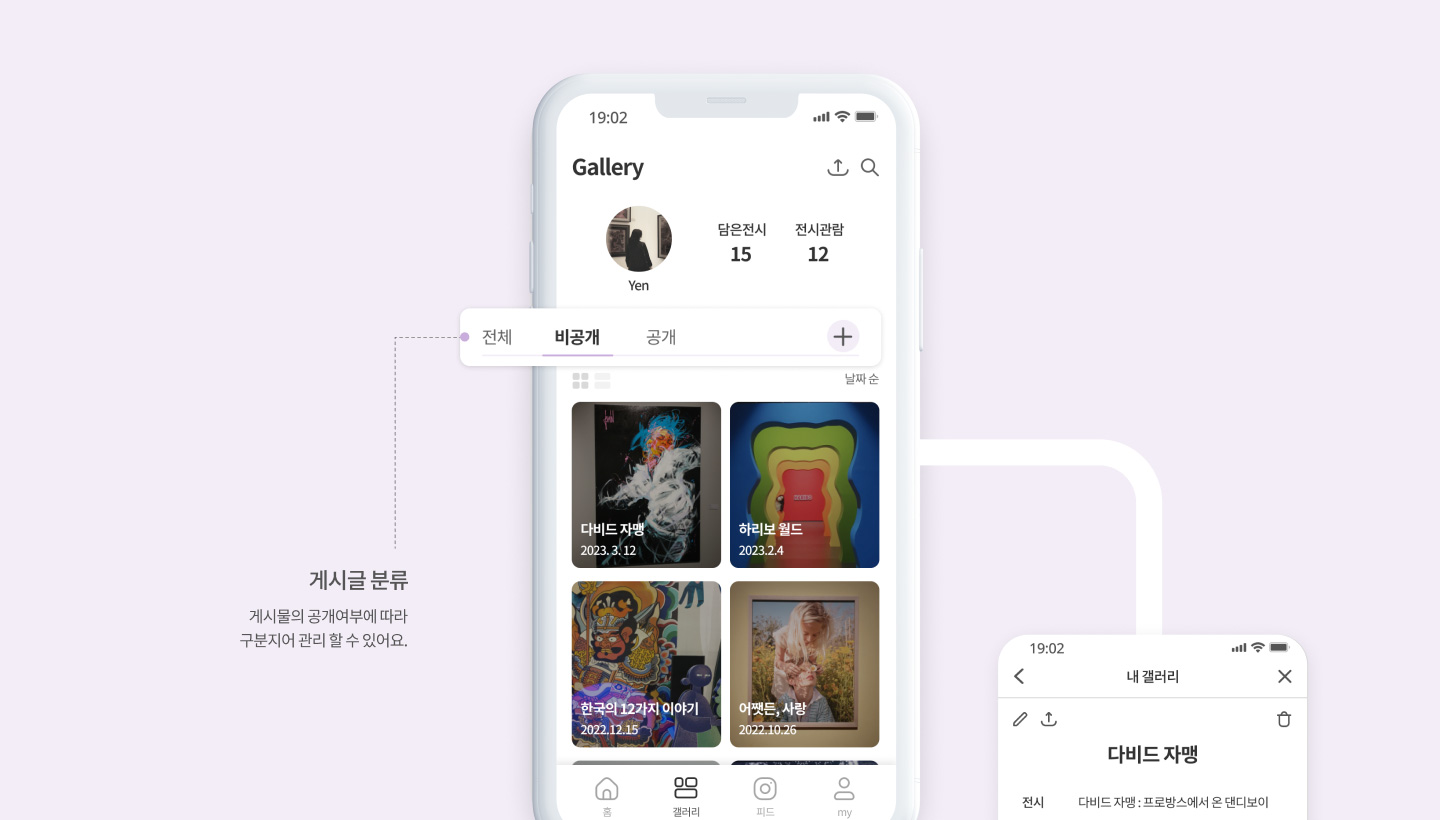 19:02
Gallery
담은전시
전시관람
15
12
Yen
전체
비공개
공개
날짜 순
다비드 자맹
2023. 3. 12
하리보 월드
2023.2.4
한국의 12가지 이야기
2022.12.15
어쨋든, 사랑
2022.10.26
홈
갤러리
피드
my
게시글 분류
게시물의 공개여부에 따라
구분지어 관리 할 수 있어요.
19:02
내 갤러리
다비드 자맹
전시
다비드 자맹 : 프로방스에서 온 댄디보이